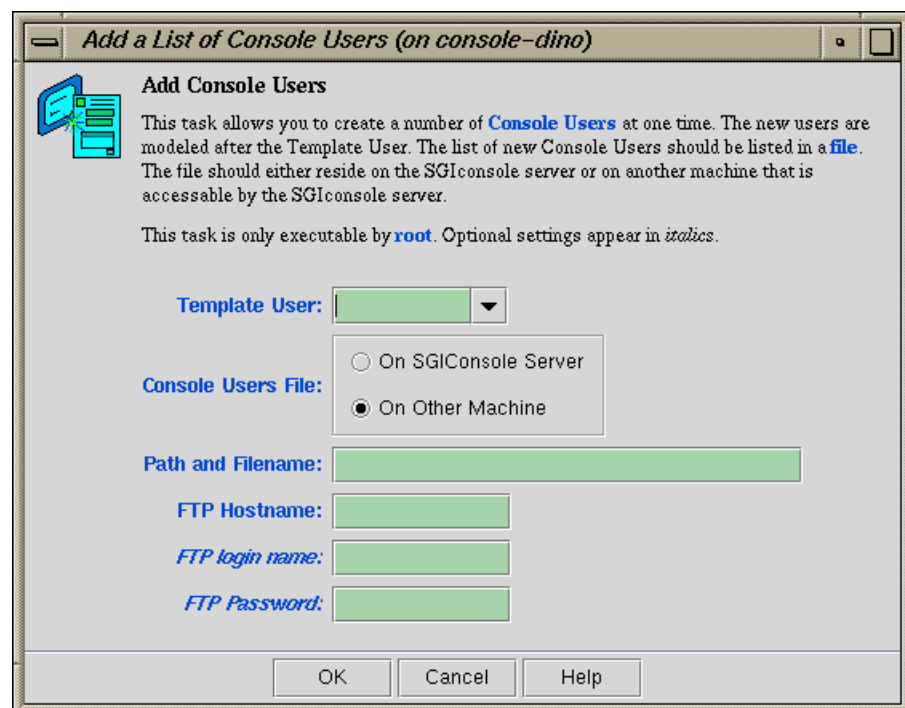 Add a List of Console Users (on console-dino)
Add Console Users
This task allows you to create a number of Console Users at one time. The new users are
modeled after the Template User. The list of new Console Users should be listed in a file.
The file should either reside on the SGIconsole server or on another machine that is
accessable by the SGIconsole server.
This task is only executable by root. Optional settings appear in italics.
Template User:
Console Users File:
On SGIConsole Server
On Other Machine
Path and Filename:
FTP Hostname:
FTP login name:
FTP Password:
OK Cancel Help